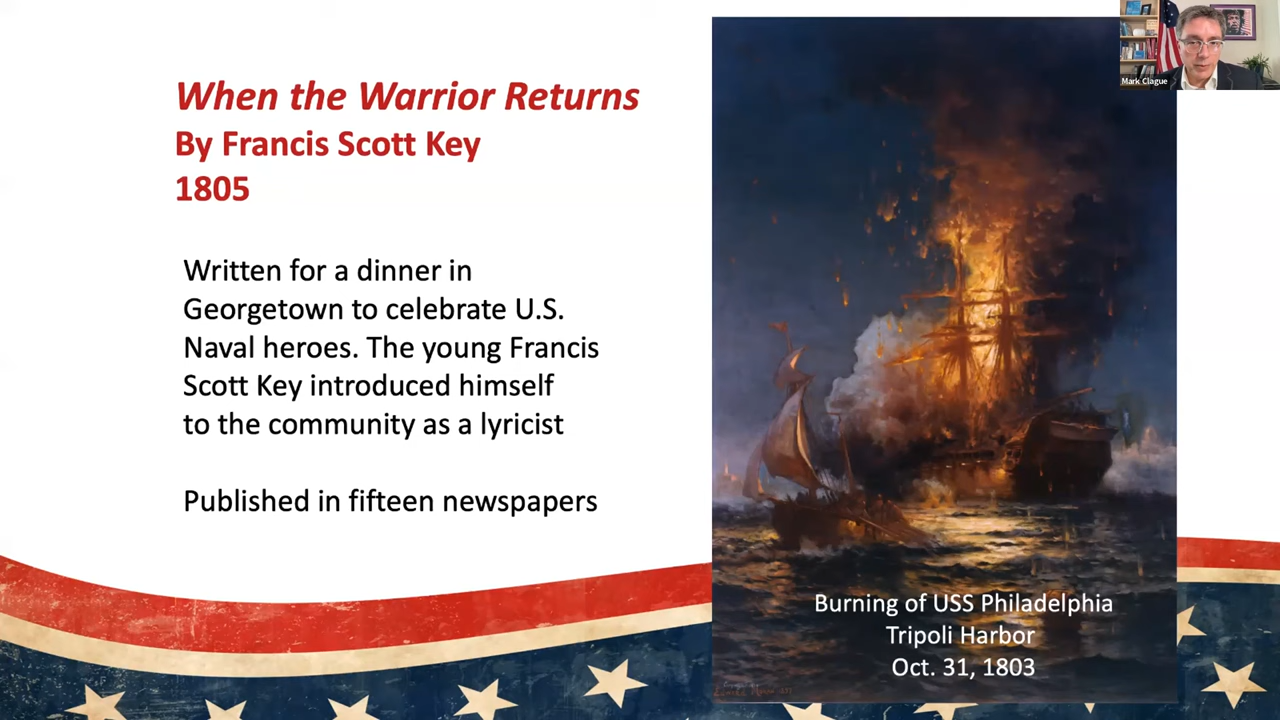 When the Warrior Returns
By Francis Scott Key
1805
Written for a dinner in
Georgetown to celebrate U.S.
Naval heroes. The young Francis
Scott Key introduced himself
to the community as a lyricist
Published in fifteen newspapers
Burning of USS Philadelphia
Tripoli Harbor
Oct. 31, 1803
Mark Clague